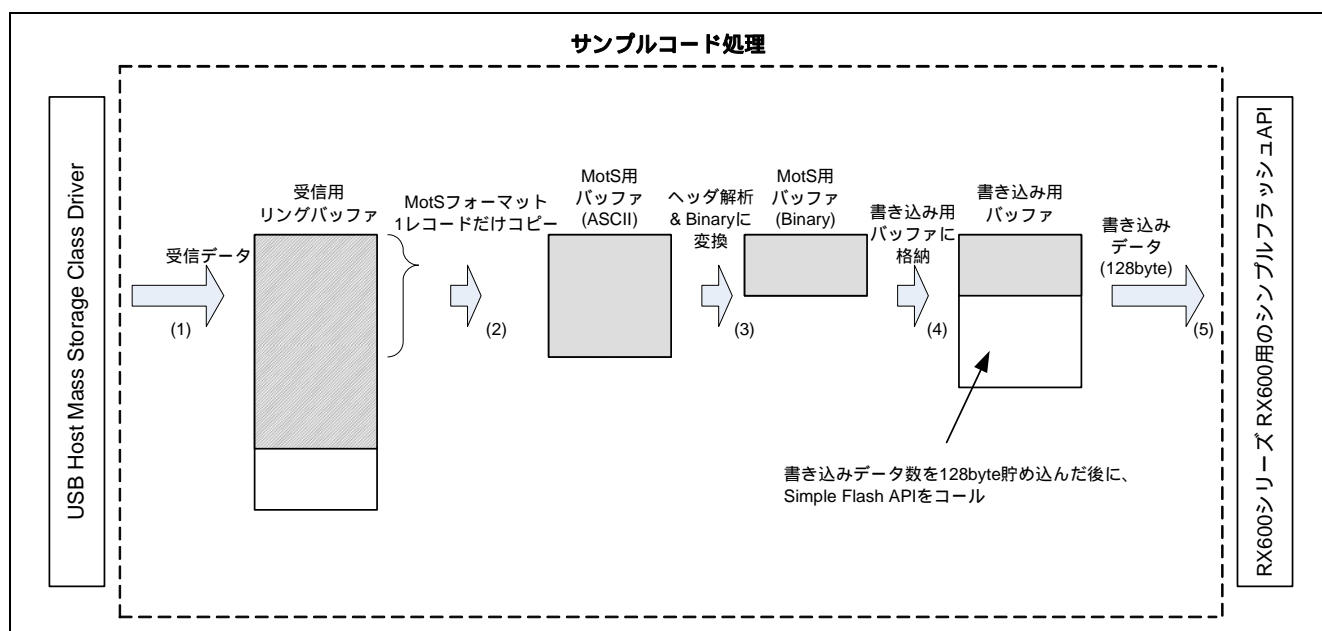 サンプルコード処理
USB Host Mass Storage Class Driver
受信データ
(1)
受信用
リングバッファ
MotSフォーマット
1レコードだけコピー
(2)
MotS用
バッファ
(ASCII)
ヘッダ解析
& Binaryに
変換
(3)
MotS用
バッファ
(Binary)
書き込み用
バッファに
格納
(4)
書き込み用
バッファ
書き込み
データ
(128byte)
(5)
書き込みデータ数を128byte貯め込んだ後に、
Simple Flash APIをコール
RX600シリーズ RX600用のシンプルフラッシュAPI